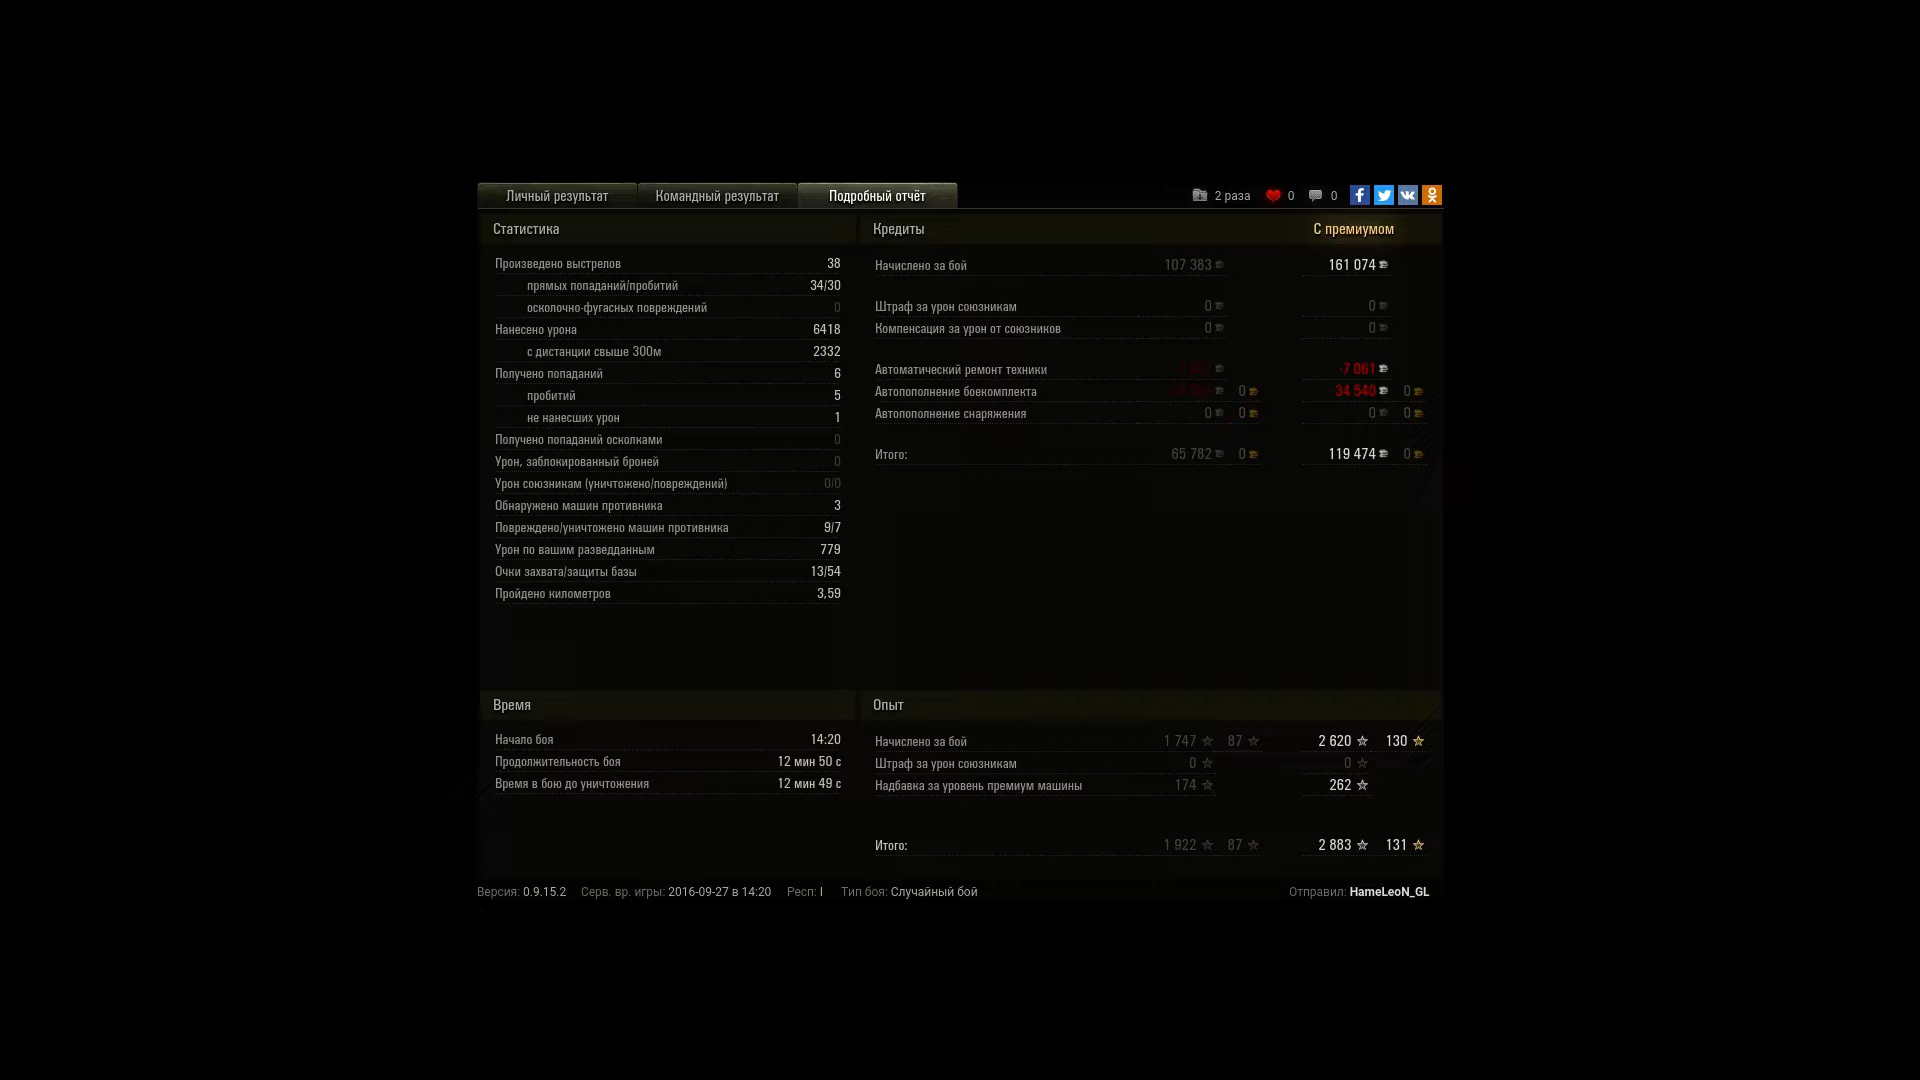 Личный результат Командный результат Подробный отчёт 2 раза 0 0
Статистика
Произведено выстрелов 38
прямых попаданий/пробитий 34/30
осколочно-фугасных повреждений 0
Нанесено урона 6418
с дистанции свыше 300м 2332
Получено попаданий 6
пробитий 5
не нанесших урон 1
Получено попаданий осколками 0
Урон, заблокированный броней 0
Урон союзникам (уничтожено/повреждений) 0/0
Обнаружено машин противника 3
Повреждено/уничтожено машин противника 9/7
Урон по вашим разведданным 779
Очки захвата/защиты базы 13/54
Пройдено километров 3,59
Кредиты С премиумом
Начислено за бой 107 383 161 074
Штраф за урон союзникам 0 0
Компенсация за урон от союзников 0 0
Автоматический ремонт техники -7 061
Автопополнение боекомплекта 0 34 540 0
Автопополнение снаряжения 0 0 0 0
Итого: 65 782 0 119 474 0
Время
Начало боя 14:20
Продолжительность боя 12 мин 50 с
Время в бою до уничтожения 12 мин 49 с
Опыт
Начислено за бой 1 747 87 2 620 130
Штраф за урон союзникам 0 0
Надбавка за уровень премиум машины 174 262
Итого: 1 922 87 2 883 131
Версия: 0.9.15.2 Серв. вр. игры: 2016-09-27 в 14:20 Респ: I Тип боя: Случайный бой Отправил: HameLeoN_GL